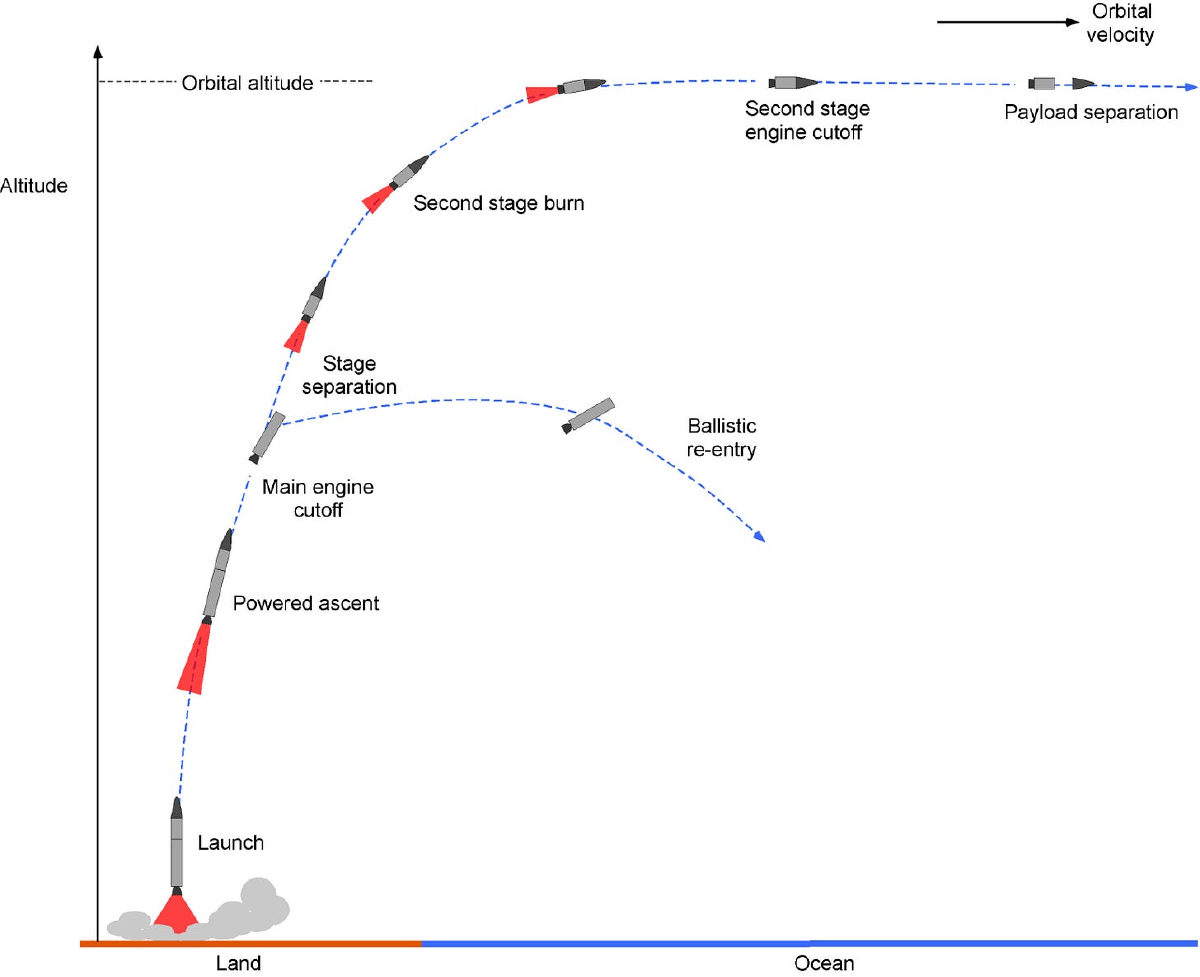 Orbital
velocity
Orbital altitude
Second stage
engine cutoff
Payload separation
Altitude
Second stage burn
Stage
separation
Ballistic
re-entry
Main engine
cutoff
Powered ascent
Launch
Land
Ocean